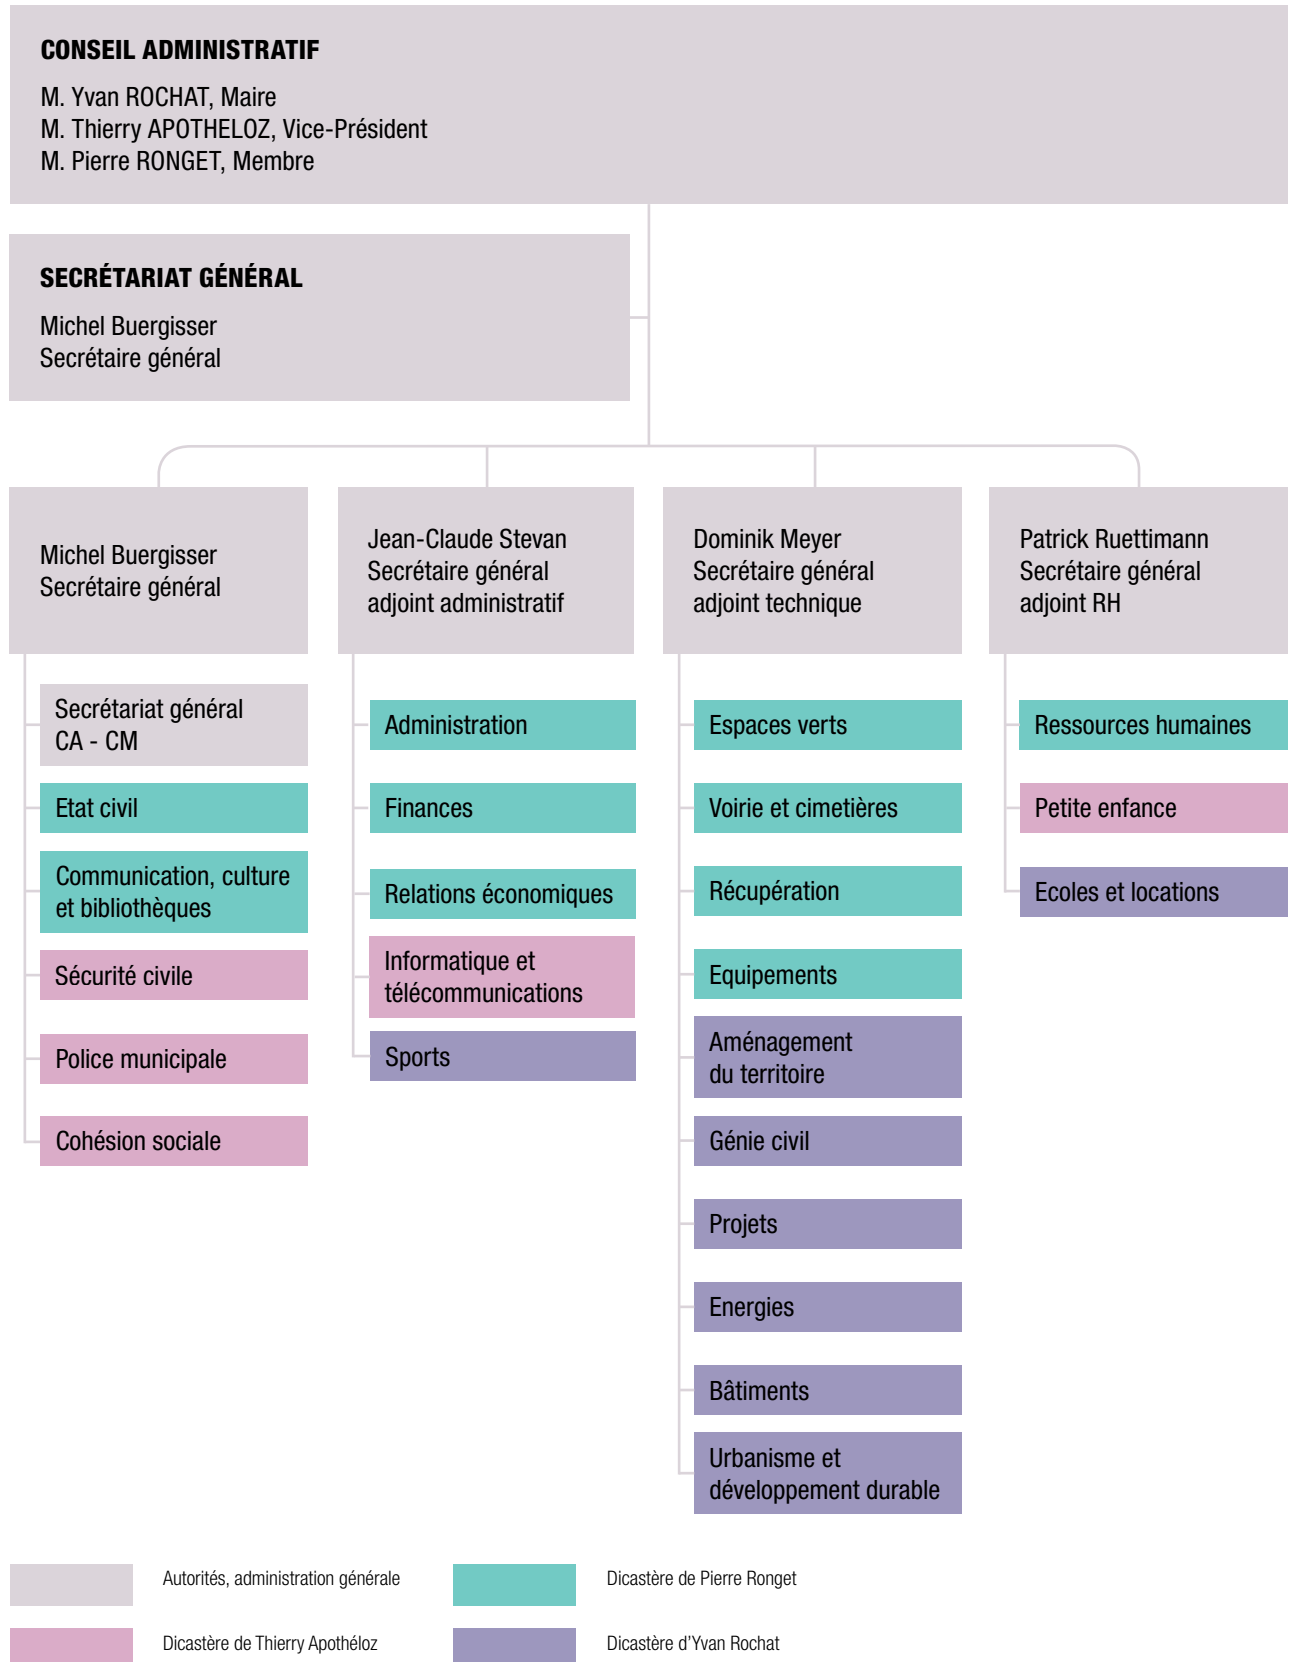 CONSEIL ADMINISTRATIF
M. Yvan ROCHAT, Maire
M. Thierry APOTHELOZ, Vice-Président
M. Pierre RONGET, Membre
SECRÉTARIAT GÉNÉRAL
Michel Buergisser
Secrétaire général
Michel Buergisser
Secrétaire général
Secrétariat général
CA - CM
Etat civil
Communication, culture
et bibliothèques
Sécurité civile
Police municipale
Cohésion sociale
Jean-Claude Stevan
Secrétaire général
adjoint administratif
Administration
Finances
Relations économiques
Informatique et
télécommunications
Sports
Dominik Meyer
Secrétaire général
adjoint technique
Espaces verts
Voirie et cimetières
Récupération
Equipements
Aménagement
du territoire
Génie civil
Projets
Energies
Bâtiments
Urbanisme et
développement durable
Patrick Ruettimann
Secrétaire général
adjoint RH
Ressources humaines
Petite enfance
Ecoles et locations
Autorités, administration générale
Dicastère de Pierre Ronget
Dicastère de Thierry Apothéloz
Dicastère d’Yvan Rochat